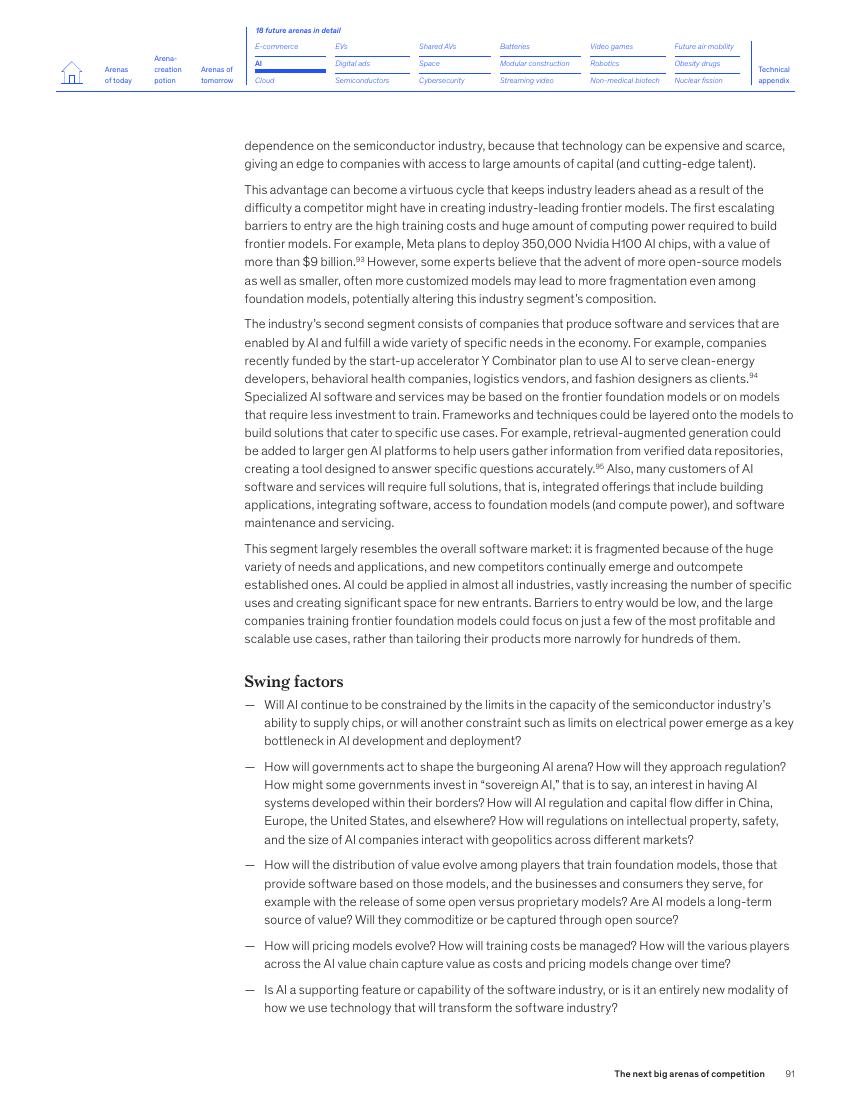 18 future arenas in detail
Arenas
of today
Arena-
creation
potion
Arenas of
tomorrow
E-commerce
EVs
Shared AVs
Batteries
Video games
Future air mobility
AI
Digital ads
Space
Modular construction
Robotics
Obesity drugs
Cloud
Semiconductors
Cybersecurity
Streaming video
Non-medical biotech
Nuclear fission
Technical
appendix
dependence on the semiconductor industry, because that technology can be expensive and scarce,
giving an edge to companies with access to large amounts of capital (and cutting-edge talent).
This advantage can become a virtuous cycle that keeps industry leaders ahead as a result of the
difficulty a competitor might have in creating industry-leading frontier models. The first escalating
barriers to entry are the high training costs and huge amount of computing power required to build
frontier models. For example, Meta plans to deploy 350,000 Nvidia H100 AI chips, with a value of
more than $9 billion.93 However, some experts believe that the advent of more open-source models
as well as smaller, often more customized models may lead to more fragmentation even among
foundation models, potentially altering this industry segment’s composition.
The industry’s second segment consists of companies that produce software and services that are
enabled by AI and fulfill a wide variety of specific needs in the economy. For example, companies
recently funded by the start-up accelerator Y Combinator plan to use AI to serve clean-energy
developers, behavioral health companies, logistics vendors, and fashion designers as clients.94
Specialized AI software and services may be based on the frontier foundation models or on models
that require less investment to train. Frameworks and techniques could be layered onto the models to
build solutions that cater to specific use cases. For example, retrieval-augmented generation could
be added to larger gen AI platforms to help users gather information from verified data repositories,
creating a tool designed to answer specific questions accurately.95 Also, many customers of AI
software and services will require full solutions, that is, integrated offerings that include building
applications, integrating software, access to foundation models (and compute power), and software
maintenance and servicing.
This segment largely resembles the overall software market: it is fragmented because of the huge
variety of needs and applications, and new competitors continually emerge and outcompete
established ones. AI could be applied in almost all industries, vastly increasing the number of specific
uses and creating significant space for new entrants. Barriers to entry would be low, and the large
companies training frontier foundation models could focus on just a few of the most profitable and
scalable use cases, rather than tailoring their products more narrowly for hundreds of them.
Swing factors
— Will AI continue to be constrained by the limits in the capacity of the semiconductor industry’s
ability to supply chips, or will another constraint such as limits on electrical power emerge as a key
bottleneck in AI development and deployment?
— How will governments act to shape the burgeoning AI arena? How will they approach regulation?
How might some governments invest in “sovereign AI,” that is to say, an interest in having AI
systems developed within their borders? How will AI regulation and capital flow differ in China,
Europe, the United States, and elsewhere? How will regulations on intellectual property, safety,
and the size of AI companies interact with geopolitics across different markets?
— How will the distribution of value evolve among players that train foundation models, those that
provide software based on those models, and the businesses and consumers they serve, for
example with the release of some open versus proprietary models? Are AI models a long-term
source of value? Will they commoditize or be captured through open source?
— How will pricing models evolve? How will training costs be managed? How will the various players
across the AI value chain capture value as costs and pricing models change over time?
— Is AI a supporting feature or capability of the software industry, or is it an entirely new modality of
how we use technology that will transform the software industry?
The next big arenas of competition 91